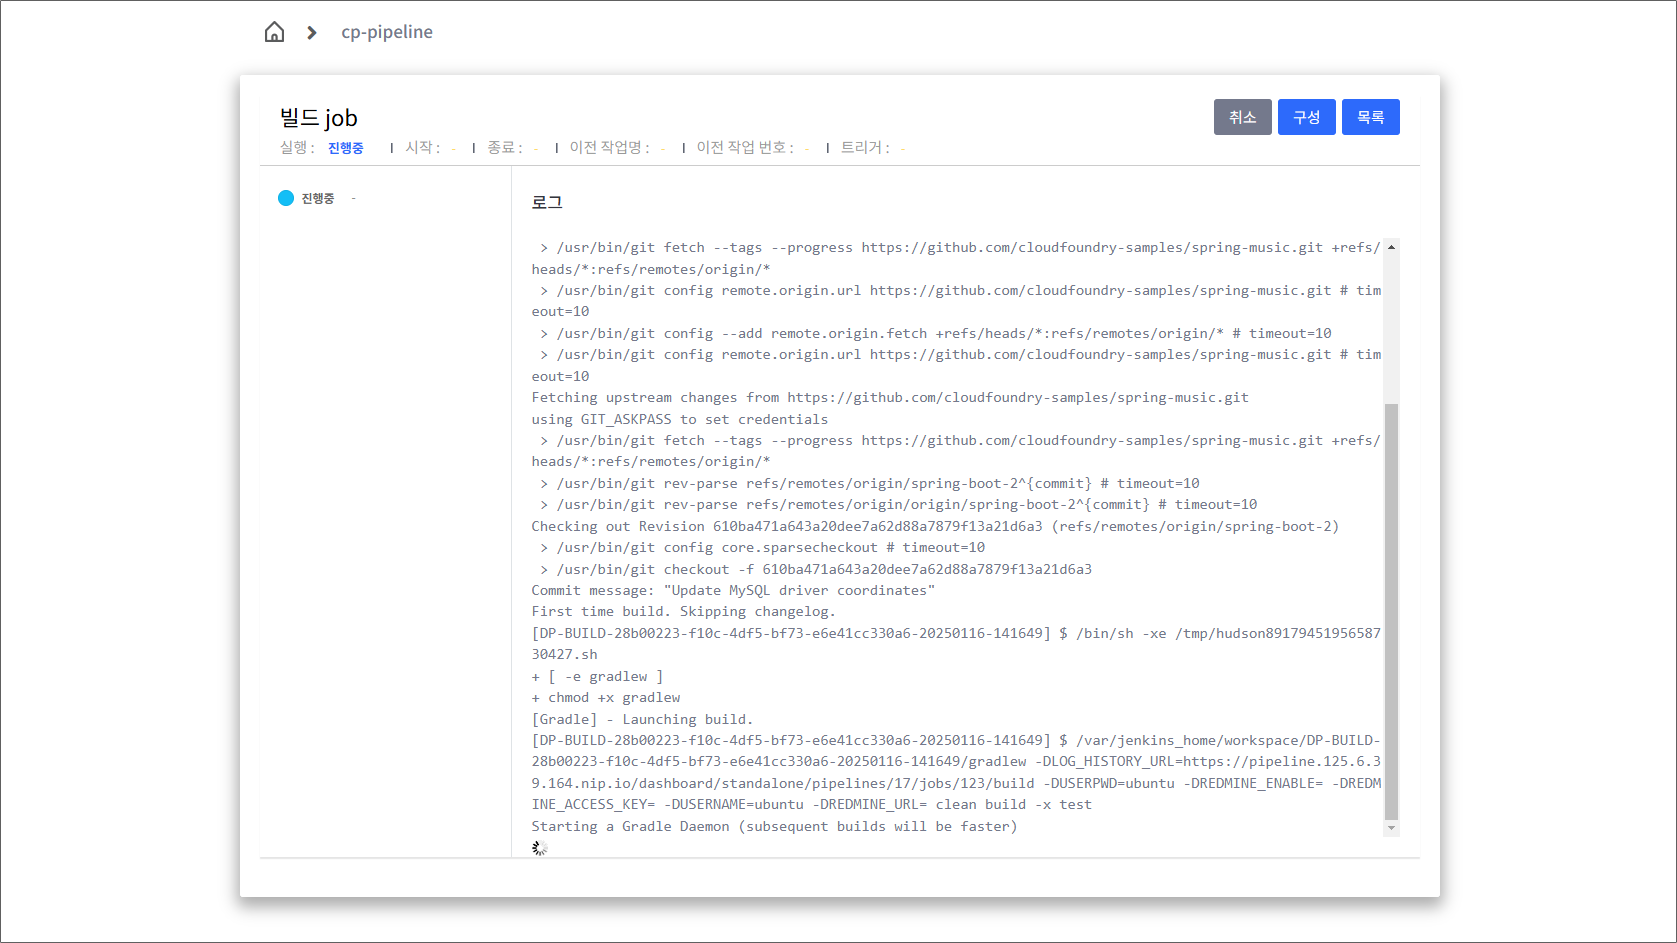 cp-pipeline
빌드 job
취소 구성 목록
실행 : 진행중 | 시작 : - | 종료 : - | 이전 작업명 : - | 이전 작업 번호 : - | 트리거 : -
진행중 -
로그
> /usr/bin/git fetch --tags --progress https://github.com/cloudfoundry-samples/spring-music.git +refs/
heads/*:refs/remotes/origin/*
> /usr/bin/git config remote.origin.url https://github.com/cloudfoundry-samples/spring-music.git # tim
eout=10
> /usr/bin/git config --add remote.origin.fetch +refs/heads/*:refs/remotes/origin/* # timeout=10
> /usr/bin/git config remote.origin.url https://github.com/cloudfoundry-samples/spring-music.git # tim
eout=10
Fetching upstream changes from https://github.com/cloudfoundry-samples/spring-music.git
using GIT_ASKPASS to set credentials
> /usr/bin/git fetch --tags --progress https://github.com/cloudfoundry-samples/spring-music.git +refs/
heads/*:refs/remotes/origin/*
> /usr/bin/git rev-parse refs/remotes/origin/spring-boot-2^{commit} # timeout=10
> /usr/bin/git rev-parse refs/remotes/origin/origin/spring-boot-2^{commit} # timeout=10
Checking out Revision 610ba471a643a20dee7a62d88a7879f13a21d6a3 (refs/remotes/origin/spring-boot-2)
> /usr/bin/git config core.sparsecheckout # timeout=10
> /usr/bin/git checkout -f 610ba471a643a20dee7a62d88a7879f13a21d6a3
Commit message: "Update MySQL driver coordinates"
First time build. Skipping changelog.
[DP-BUILD-28b00223-f10c-4df5-bf73-e6e41cc330a6-20250116-141649] $ /bin/sh -xe /tmp/hudson89179451956587
30427.sh
+ [ -e gradlew ]
+ chmod +x gradlew
[Gradle] - Launching build.
[DP-BUILD-28b00223-f10c-4df5-bf73-e6e41cc330a6-20250116-141649] $ /var/jenkins_home/workspace/DP-BUILD-
28b00223-f10c-4df5-bf73-e6e41cc330a6-20250116-141649/gradlew -DLOG_HISTORY_URL=https://pipeline.125.6.3
9.164.nip.io/dashboard/standalone/pipelines/17/jobs/123/build -DUSERPWD=ubuntu -DREDMINE_ENABLE= -DREDM
INE_ACCESS_KEY= -DUSERNAME=ubuntu -DREDMINE_URL= clean build -x test
Starting a Gradle Daemon (subsequent builds will be faster)